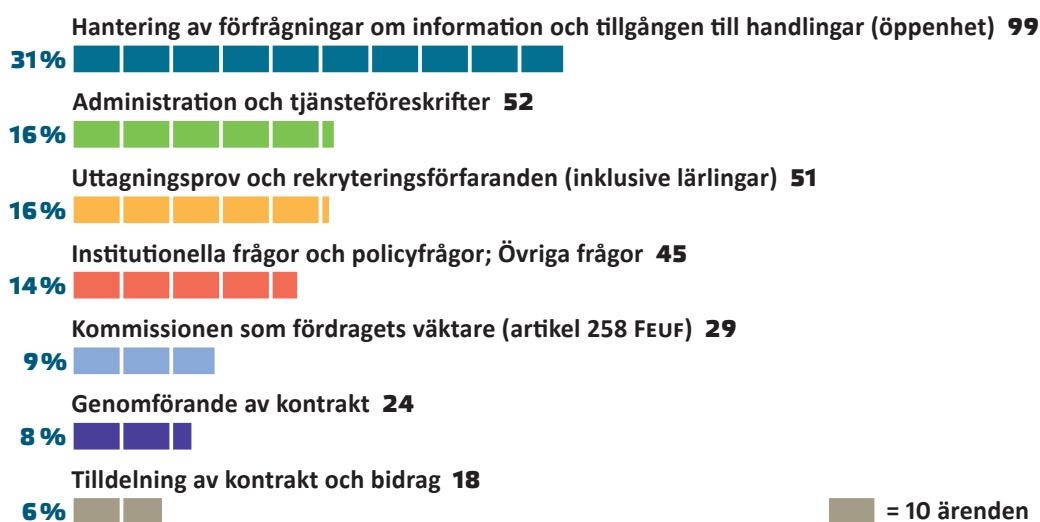 Hantering av förfrågningar om information och tillgången till handlingar (öppenhet) 99
31%
Administration och tjänsteföreskrifter 52
16%
Uttagningsprov och rekryteringsförfaranden (inklusive lärlingar) 51
16%
Institutionella frågor och policyfrågor; Övriga frågor 45
14%
Kommissionen som fördragets väktare (artikel 258 FEUF) 29
9%
Genomförande av kontrakt 24
8%
Tilldelning av kontrakt och bidrag 18
6%
= 10 ärenden